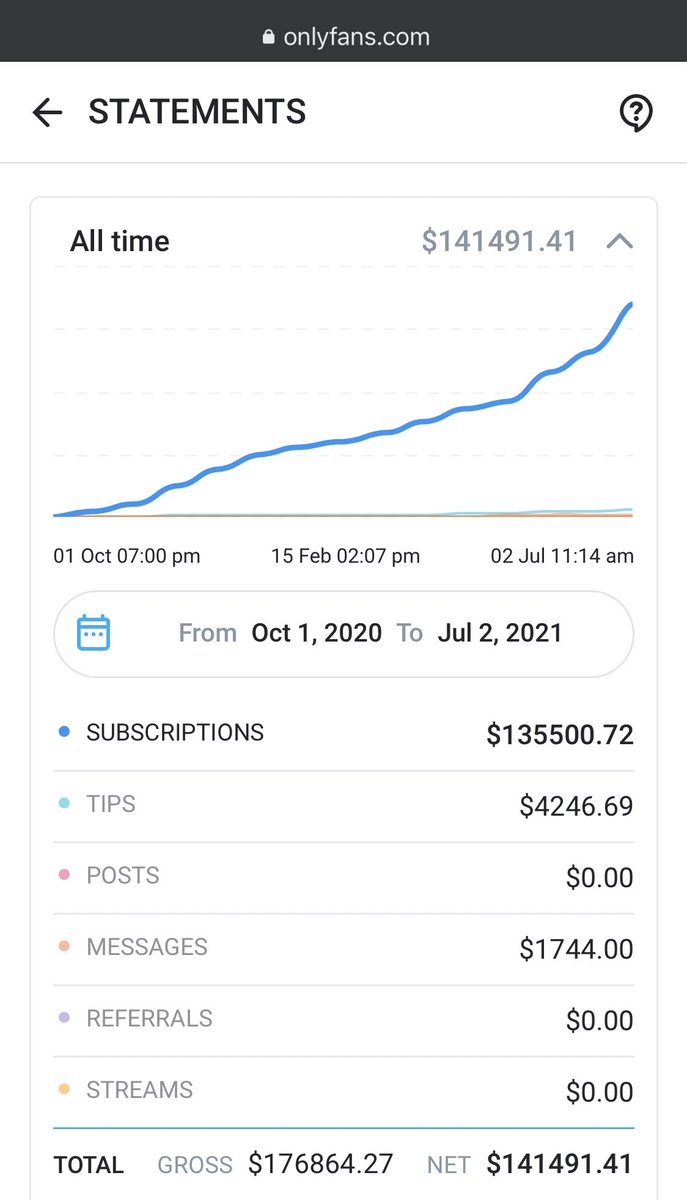 onlyfans.com
STATEMENTS
All time $141491.41
01 Oct 07:00 pm 15 Feb 02:07 pm 02 Jul 11:14 am
From Oct 1, 2020 To Jul 2, 2021
SUBSCRIPTIONS $135500.72
TIPS $4246.69
POSTS $0.00
MESSAGES $1744.00
REFERRALS $0.00
STREAMS $0.00
TOTAL GROSS $176864.27 NET $141491.41